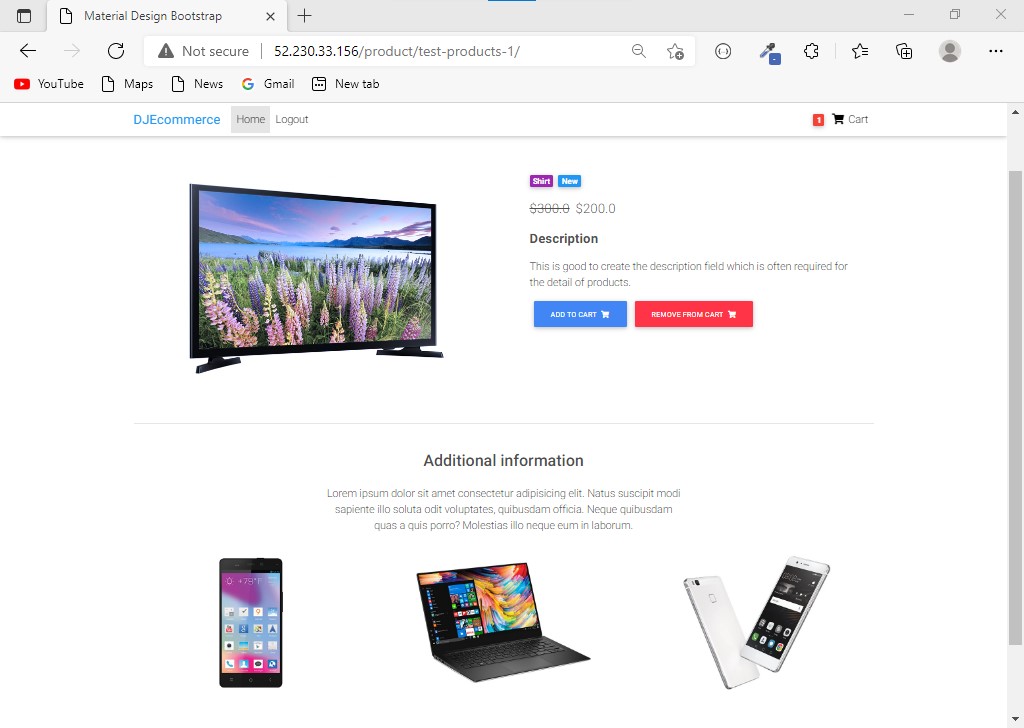 Material Design Bootstrap
Not secure 52.230.33.156/product/test-products-1/
YouTube Maps News Gmail New tab
DJEcommerce Home Logout 1 Cart
Shirt New
$300.0 $200.0
Description
This is good to create the description field which is often required for
the detail of products.
ADD TO CART REMOVE FROM CART
Additional information
Lorem ipsum dolor sit amet consectetur adipisicing elit. Natus suscipit modi
sapiente illo soluta odit voluptates, quibusdam officia. Neque quibusdam
quas a quis porro? Molestias illo neque eum in laborum.
+79°F